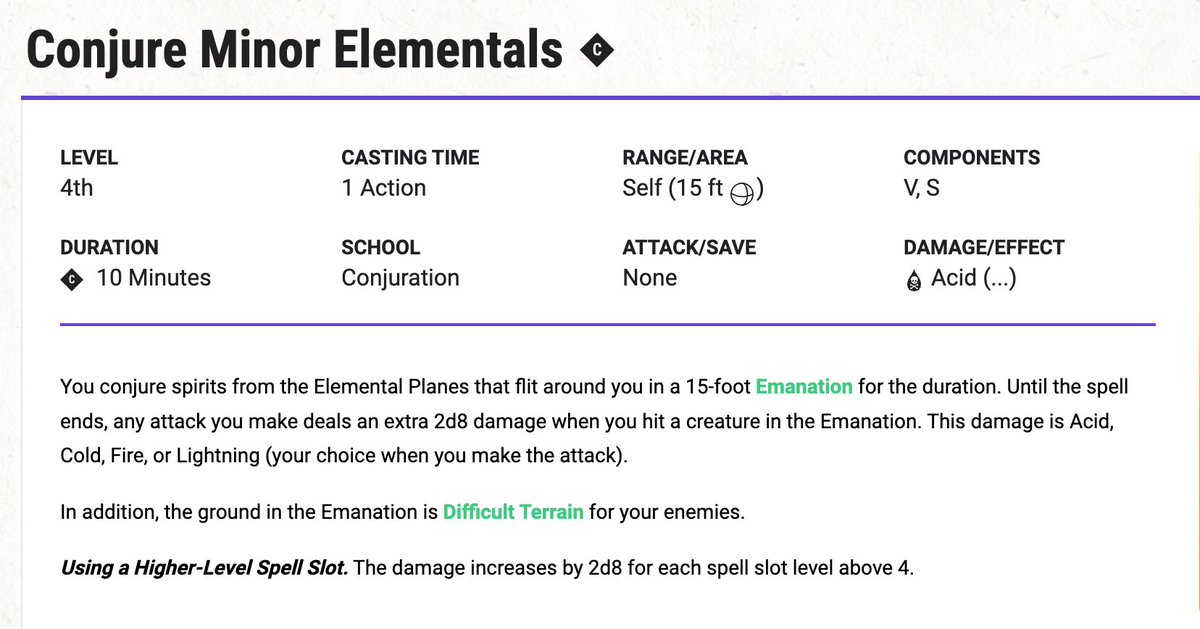 Conjure Minor Elementals C
LEVEL CASTING TIME RANGE/AREA COMPONENTS
4th 1 Action Self (15 ft ) V, S
DURATION SCHOOL ATTACK/SAVE DAMAGE/EFFECT
C 10 Minutes Conjuration None Acid (...)
You conjure spirits from the Elemental Planes that flit around you in a 15-foot Emanation for the duration. Until the spell
ends, any attack you make deals an extra 2d8 damage when you hit a creature in the Emanation. This damage is Acid,
Cold, Fire, or Lightning (your choice when you make the attack).
In addition, the ground in the Emanation is Difficult Terrain for your enemies.
Using a Higher-Level Spell Slot. The damage increases by 2d8 for each spell slot level above 4.